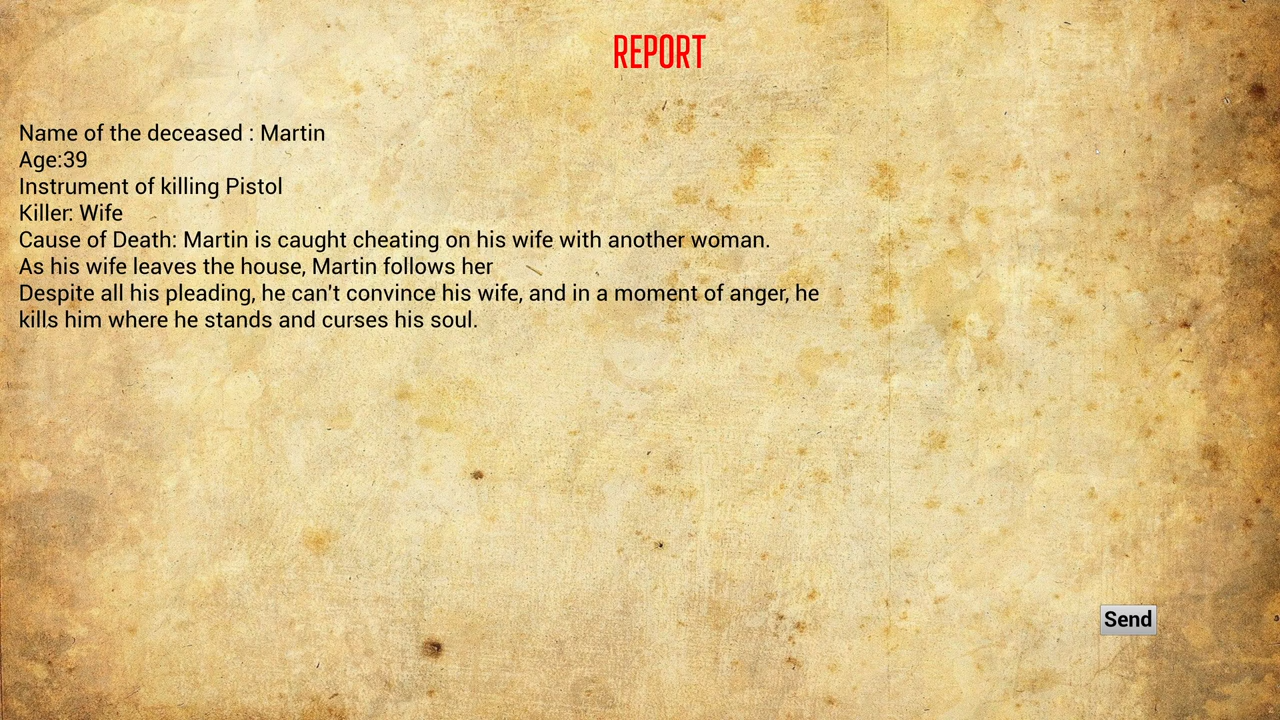 REPORT
Name of the deceased : Martin
Age:39
Instrument of killing Pistol
Killer: Wife
Cause of Death: Martin is caught cheating on his wife with another woman.
As his wife leaves the house, Martin follows her
Despite all his pleading, he can't convince his wife, and in a moment of anger, he
kills him where he stands and curses his soul.
Send